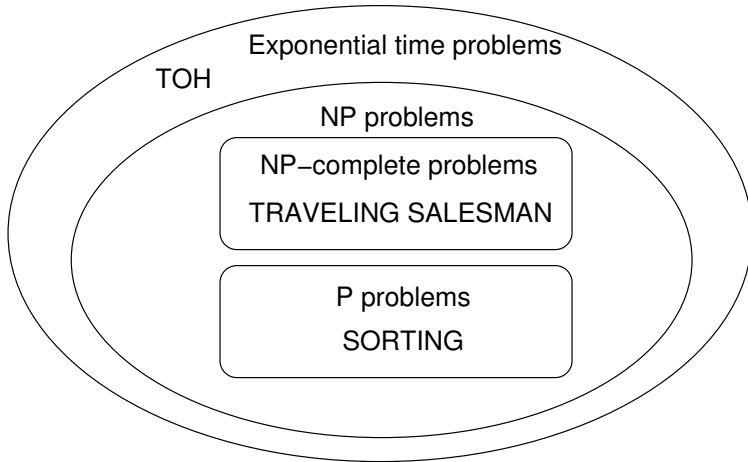 Exponential time problems
TOH
NP problems
NP−complete problems
TRAVELING SALESMAN
P problems
SORTING